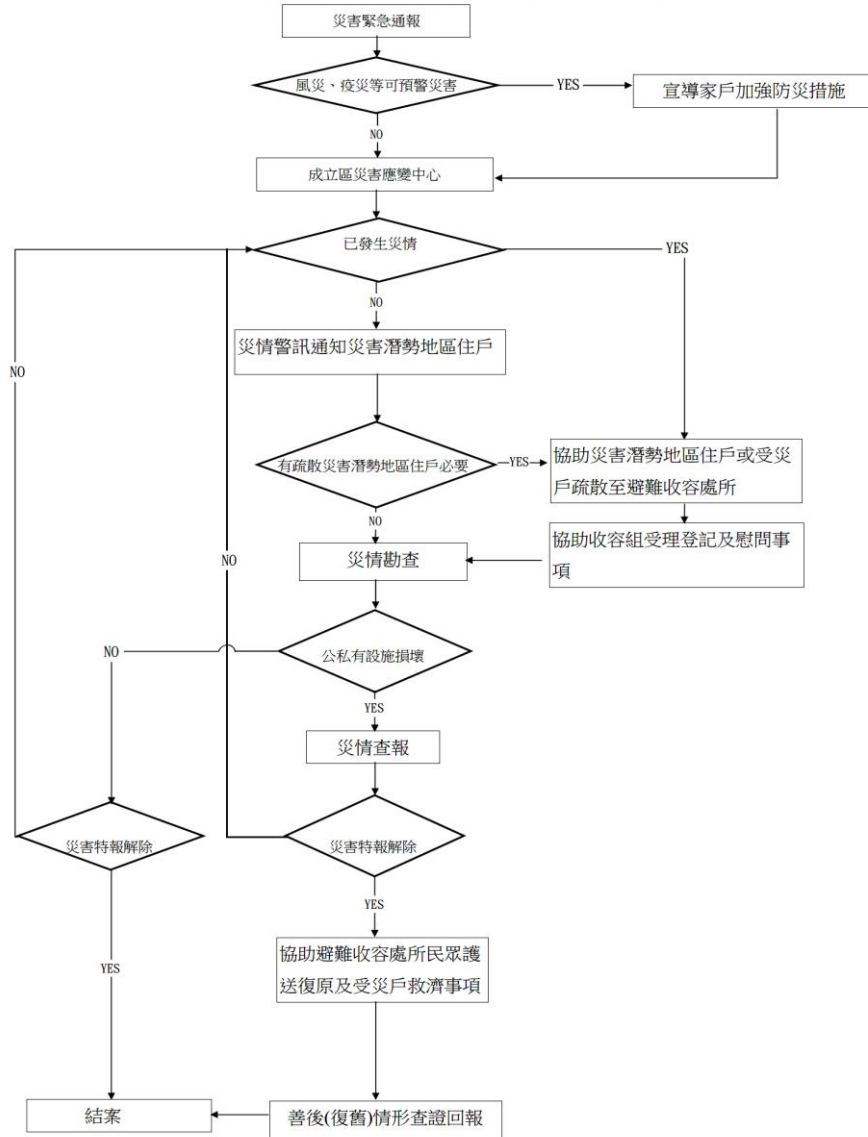 災害緊急通報
風災、疫災等可預警災害
YES
宣導家戶加強防災措施
NO
成立區災害應變中心
已發生災情
YES
NO
災情警訊通知災害潛勢地區住戶
NO
有疏散災害潛勢地區住戶必要
YES
協助災害潛勢地區住戶或受災
戶疏散至避難收容處所
NO
協助收容組受理登記及慰問事
項
災情勘查
NO
公私有設施損壞
NO
YES
災情查報
災害特報解除
災害特報解除
YES
YES
協助避難收容處所民眾護
送復原及受災戶救濟事項
結案
善後(復舊)情形查證回報